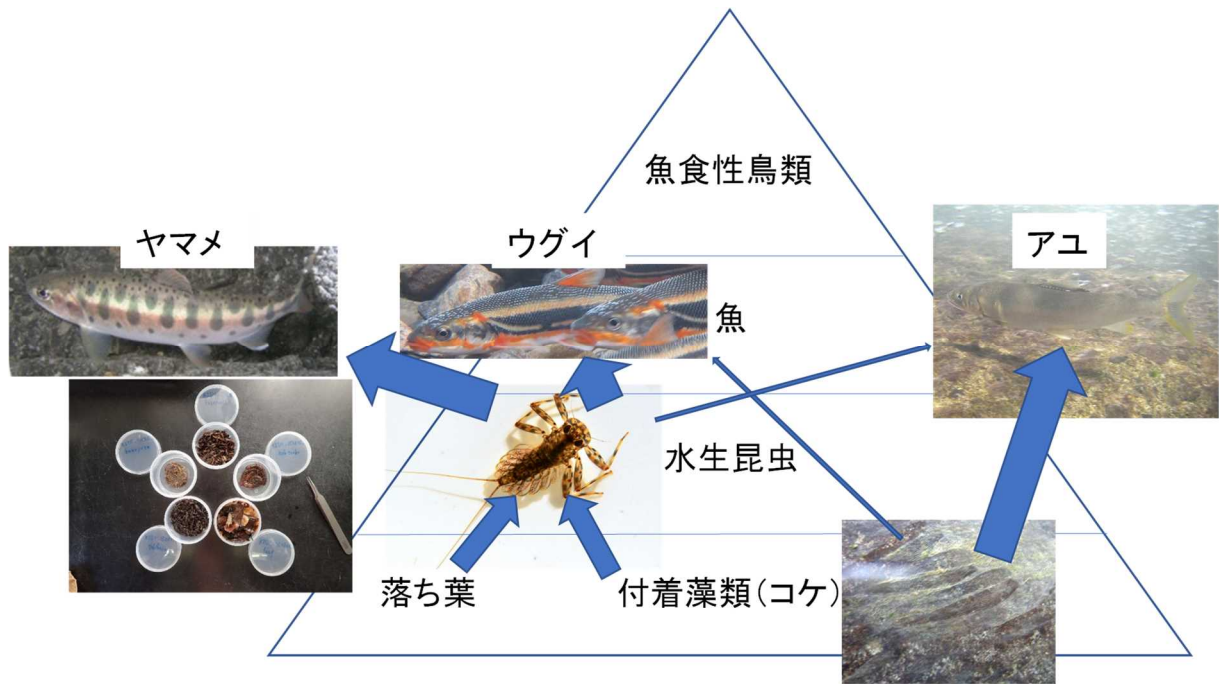 魚食性鳥類
ヤマメ
ウグイ
アユ
魚
水生昆虫
落ち葉
付着藻類(コケ)